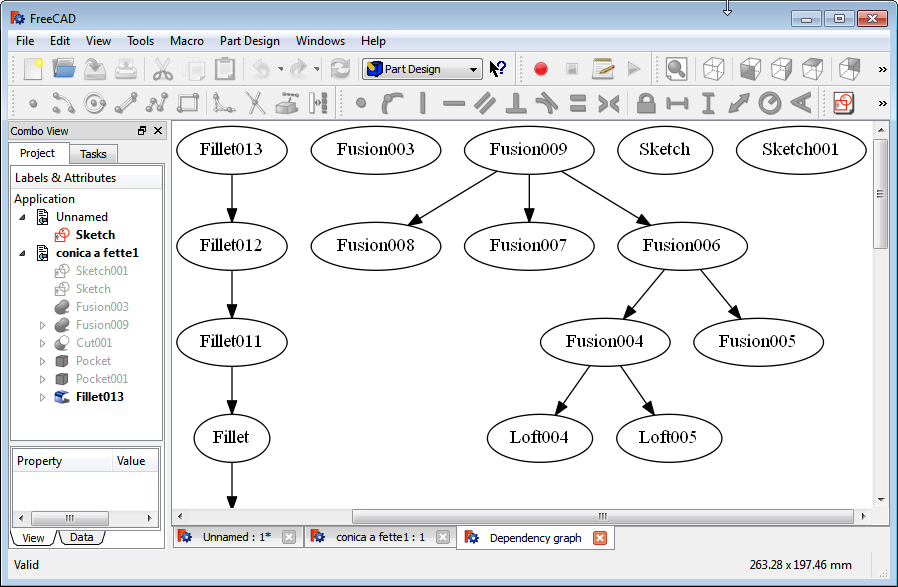 FreeCAD
File Edit View Tools Macro Part Design Windows Help
Part Design
Combo View
Project Tasks
Labels & Attributes
Application
Unnamed
Sketch
conica a fette1
Sketch001
Sketch
Fusion003
Fusion009
Cut001
Pocket
Pocket001
Fillet013
Property Value
View Data
Fillet013 Fusion003 Fusion009 Sketch Sketch001
Fillet012 Fusion008 Fusion007 Fusion006
Fillet011 Fusion004 Fusion005
Fillet Loft004 Loft005
Unnamed : 1* conica a fette1 : 1 Dependency graph
Valid 263.28 x 197.46 mm